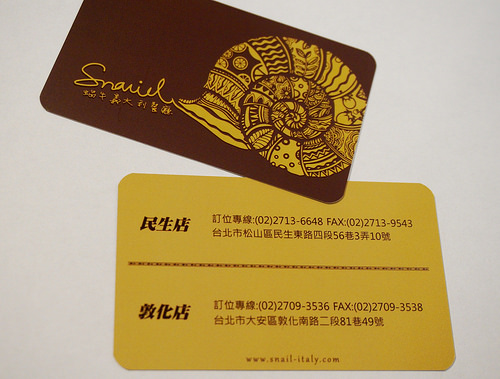 Snail
蝸牛義大利餐廳
民生店
訂位專線:(02)2713-6648 FAX:(02)2713-9543
台北市松山區民生東路四段56巷3弄10號
敦化店
訂位專線:(02)2709-3536 FAX:(02)2709-3538
台北市大安區敦化南路二段81巷49號
www.snail-italy.com